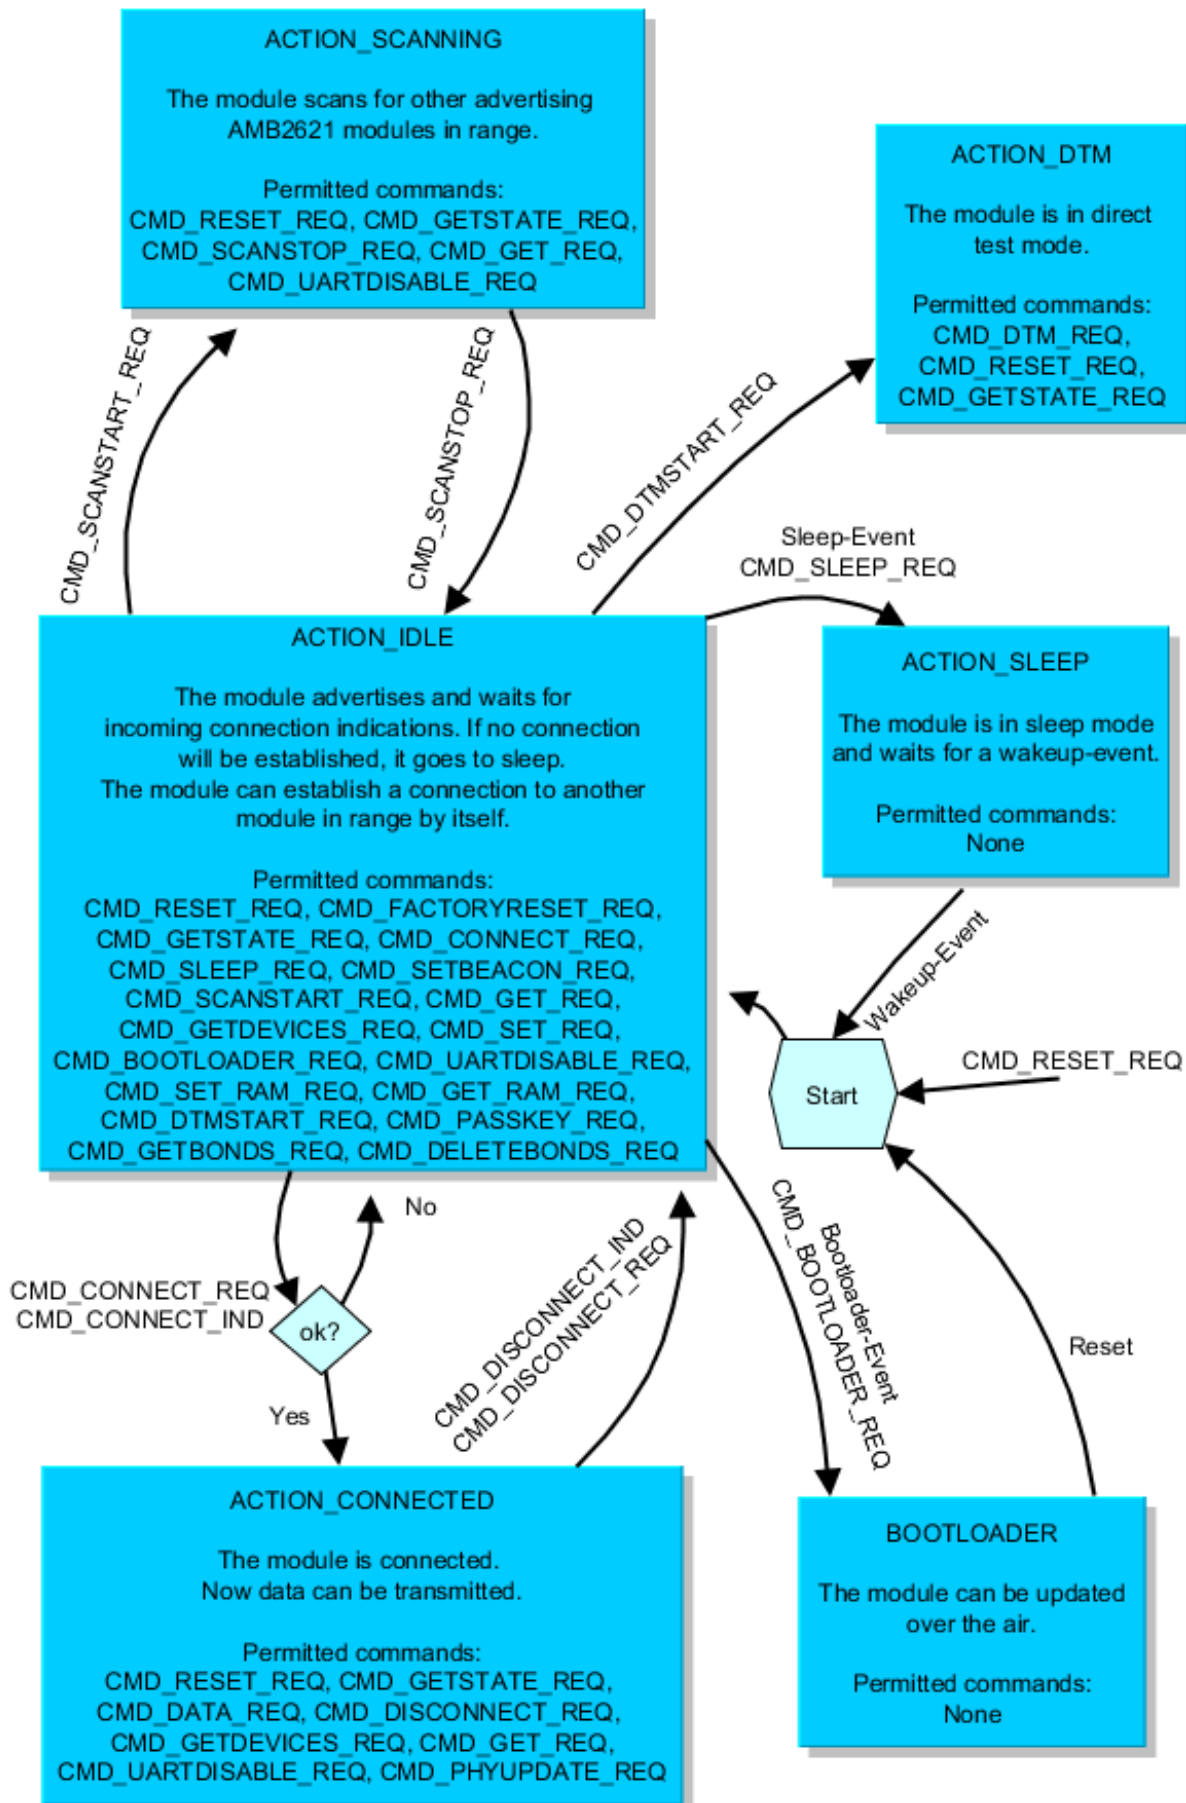 ACTION_SCANNING
The module scans for other advertising
AMB2621 modules in range.
Permitted commands:
CMD_RESET_REQ, CMD_GETSTATE_REQ,
CMD_SCANSTOP_REQ, CMD_GET_REQ,
CMD_UARTDISABLE_REQ
ACTION_DTM
The module is in direct
test mode.
Permitted commands:
CMD_DTM_REQ,
CMD_RESET_REQ,
CMD_GETSTATE_REQ
CMD_SCANSTART_REQ
CMD_SCANSTOP_REQ
CMD_DTMSTART_REQ
Sleep-Event
CMD_SLEEP_REQ
ACTION_IDLE
The module advertises and waits for
incoming connection indications. If no connection
will be established, it goes to sleep.
The module can establish a connection to another
module in range by itself.
Permitted commands:
CMD_RESET_REQ, CMD_FACTORYRESET_REQ,
CMD_GETSTATE_REQ, CMD_CONNECT_REQ,
CMD_SLEEP_REQ, CMD_SETBEACON_REQ,
CMD_SCANSTART_REQ, CMD_GET_REQ,
CMD_GETDEVICES_REQ, CMD_SET_REQ,
CMD_BOOTLOADER_REQ, CMD_UARTDISABLE_REQ,
CMD_SET_RAM_REQ, CMD_GET_RAM_REQ,
CMD_DTMSTART_REQ, CMD_PASSKEY_REQ,
CMD_GETBONDS_REQ, CMD_DELETEBONDS_REQ
ACTION_SLEEP
The module is in sleep mode
and waits for a wakeup-event.
Permitted commands:
None
Wakeup-Event
CMD_RESET_REQ
Start
No
CMD_CONNECT_REQ
CMD_CONNECT_IND
ok?
Yes
CMD_DISCONNECT_IND
CMD_DISCONNECT_REQ
Bootloader-Event
CMD_BOOTLOADER_REQ
Reset
ACTION_CONNECTED
The module is connected.
Now data can be transmitted.
Permitted commands:
CMD_RESET_REQ, CMD_GETSTATE_REQ,
CMD_DATA_REQ, CMD_DISCONNECT_REQ,
CMD_GETDEVICES_REQ, CMD_GET_REQ,
CMD_UARTDISABLE_REQ, CMD_PHYUPDATE_REQ
BOOTLOADER
The module can be updated
over the air.
Permitted commands:
None